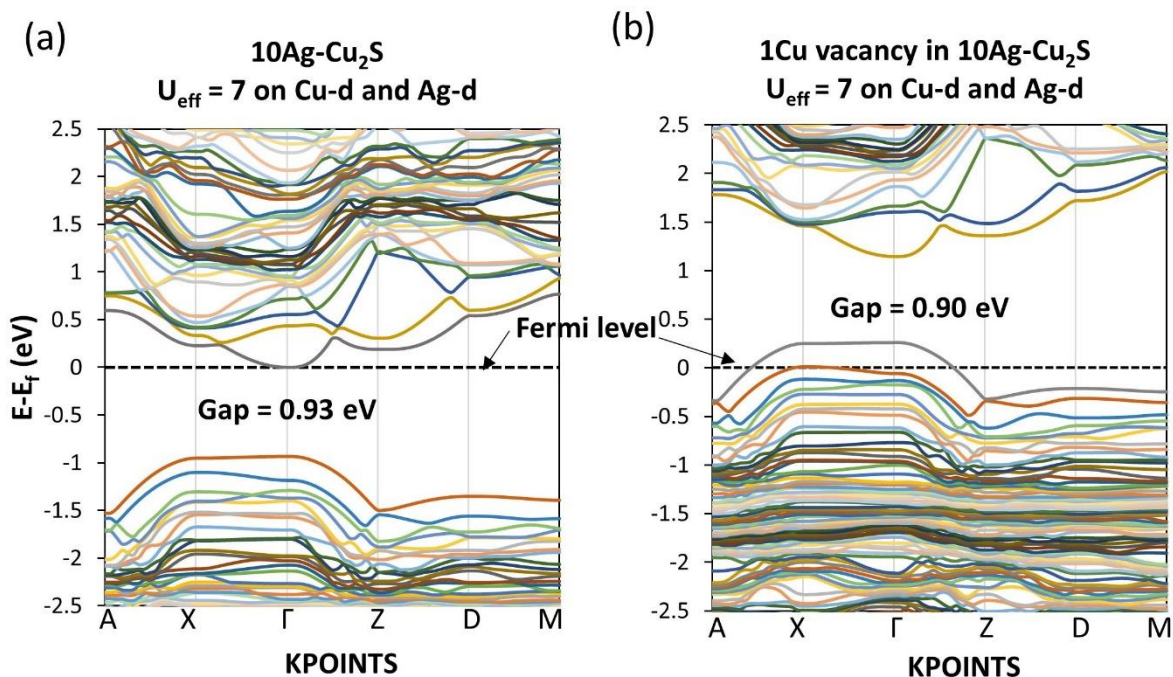 (a)
10Ag-Cu₂S
U_eff = 7 on Cu-d and Ag-d
E-E_f (eV)
2.5
2
1.5
1
0.5
0
-0.5
-1
-1.5
-2
-2.5
Gap = 0.93 eV
A X Γ Z D M
KPOINTS
Fermi level
(b)
1Cu vacancy in 10Ag-Cu₂S
U_eff = 7 on Cu-d and Ag-d
2.5
2
1.5
1
0.5
0
-0.5
-1
-1.5
-2
-2.5
Gap = 0.90 eV
A X Γ Z D M
KPOINTS